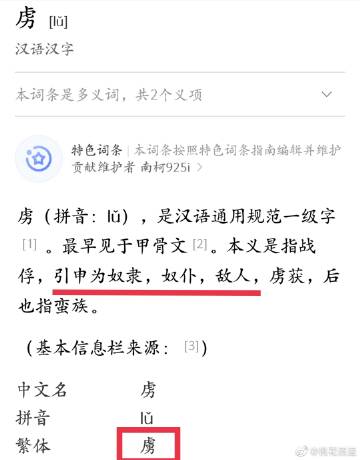 虏 [lǔ]
汉语汉字
本词条是多义词，共2个义项
特色词条 | 本词条按照特色词条指南编辑并维护
贡献维护者 南柯925i >
虏（拼音：lǔ），是汉语通用规范一级字
[1]。最早见于甲骨文[2]。本义是指战
俘，引申为奴隶，奴仆，敌人，虏获，后
也指蛮族。
（基本信息栏来源：[3]）
中文名 虏
拼音 lǔ
繁体 虜